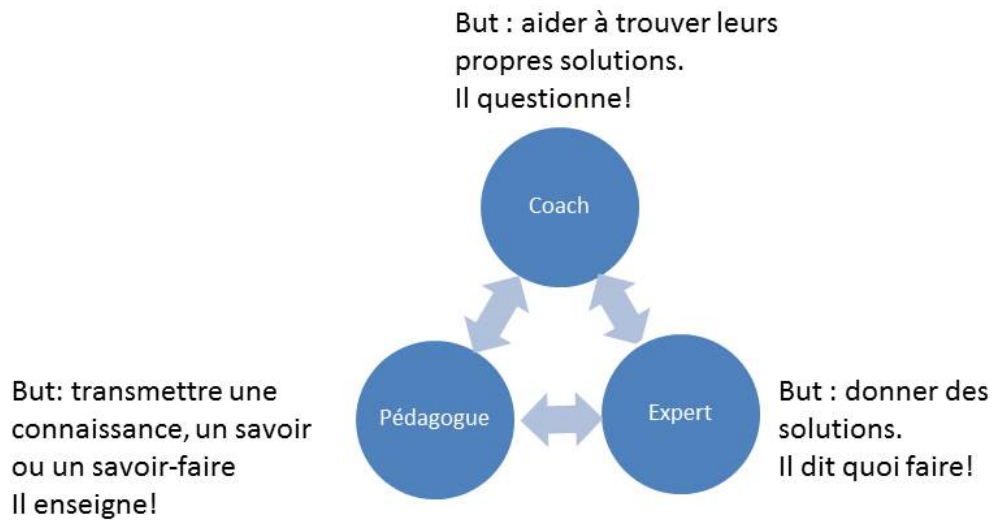 But : aider à trouver leurs
propres solutions.
Il questionne!
Coach
But: transmettre une
connaissance, un savoir
ou un savoir-faire
Il enseigne!
Pédagogue
Expert
But : donner des
solutions.
Il dit quoi faire!